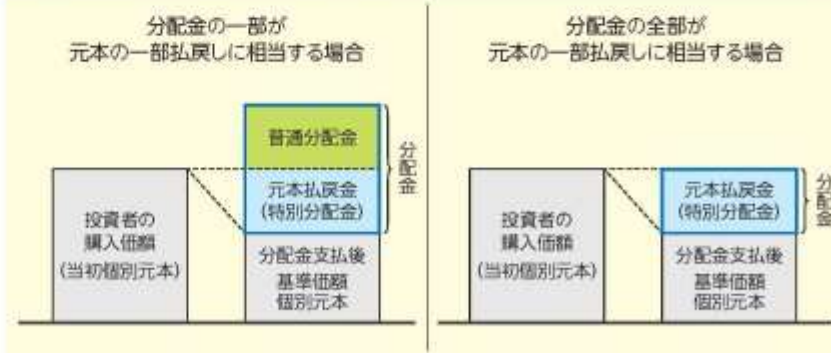 分配金の一部が
元本の一部払戻しに相当する場合
普通分配金
元本払戻金
(特別分配金)
分配金
投資者の
購入価額
(当初個別元本)
分配金支払後
基準価額
個別元本
分配金の全部が
元本の一部払戻しに相当する場合
元本払戻金
(特別分配金)
分配金
投資者の
購入価額
(当初個別元本)
分配金支払後
基準価額
個別元本